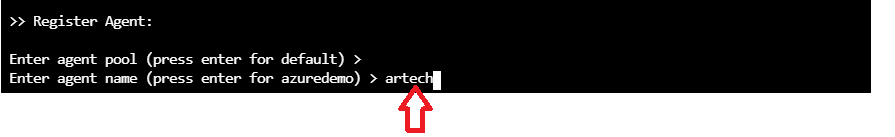 >> Register Agent:
Enter agent pool (press enter for default) >
Enter agent name (press enter for azuredemo) > artech